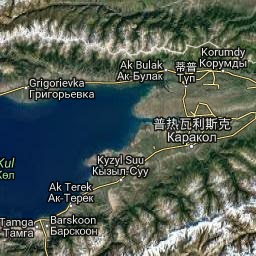 Korumdy
Корумды
Ak Bulak
Ак-Булак
蒂普
Түп
Grigorievka
Григорьевка
普热瓦利斯克
Каракол
Kyzyl Suu
Кызыл-Суу
Kul
Көл
Ak Terek
Ак-Терек
Tamga
Тамга
Barskoon
Барскоон